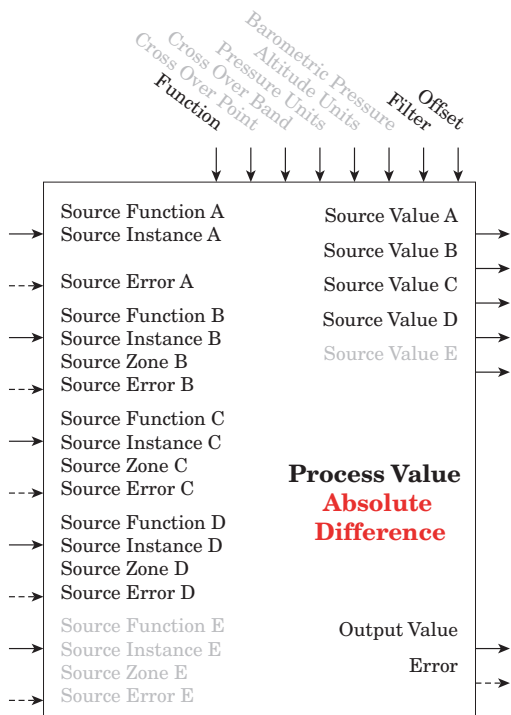 Function
Cross Over Point
Cross Over Band
Pressure Units
Altitude Units
Barometric Pressure
Filter
Offset
Source Function A
Source Instance A
Source Error A
Source Function B
Source Instance B
Source Zone B
Source Error B
Source Function C
Source Instance C
Source Zone C
Source Error C
Source Function D
Source Instance D
Source Zone D
Source Error D
Source Function E
Source Instance E
Source Zone E
Source Error E
Source Value A
Source Value B
Source Value C
Source Value D
Source Value E
Process Value
Absolute
Difference
Output Value
Error